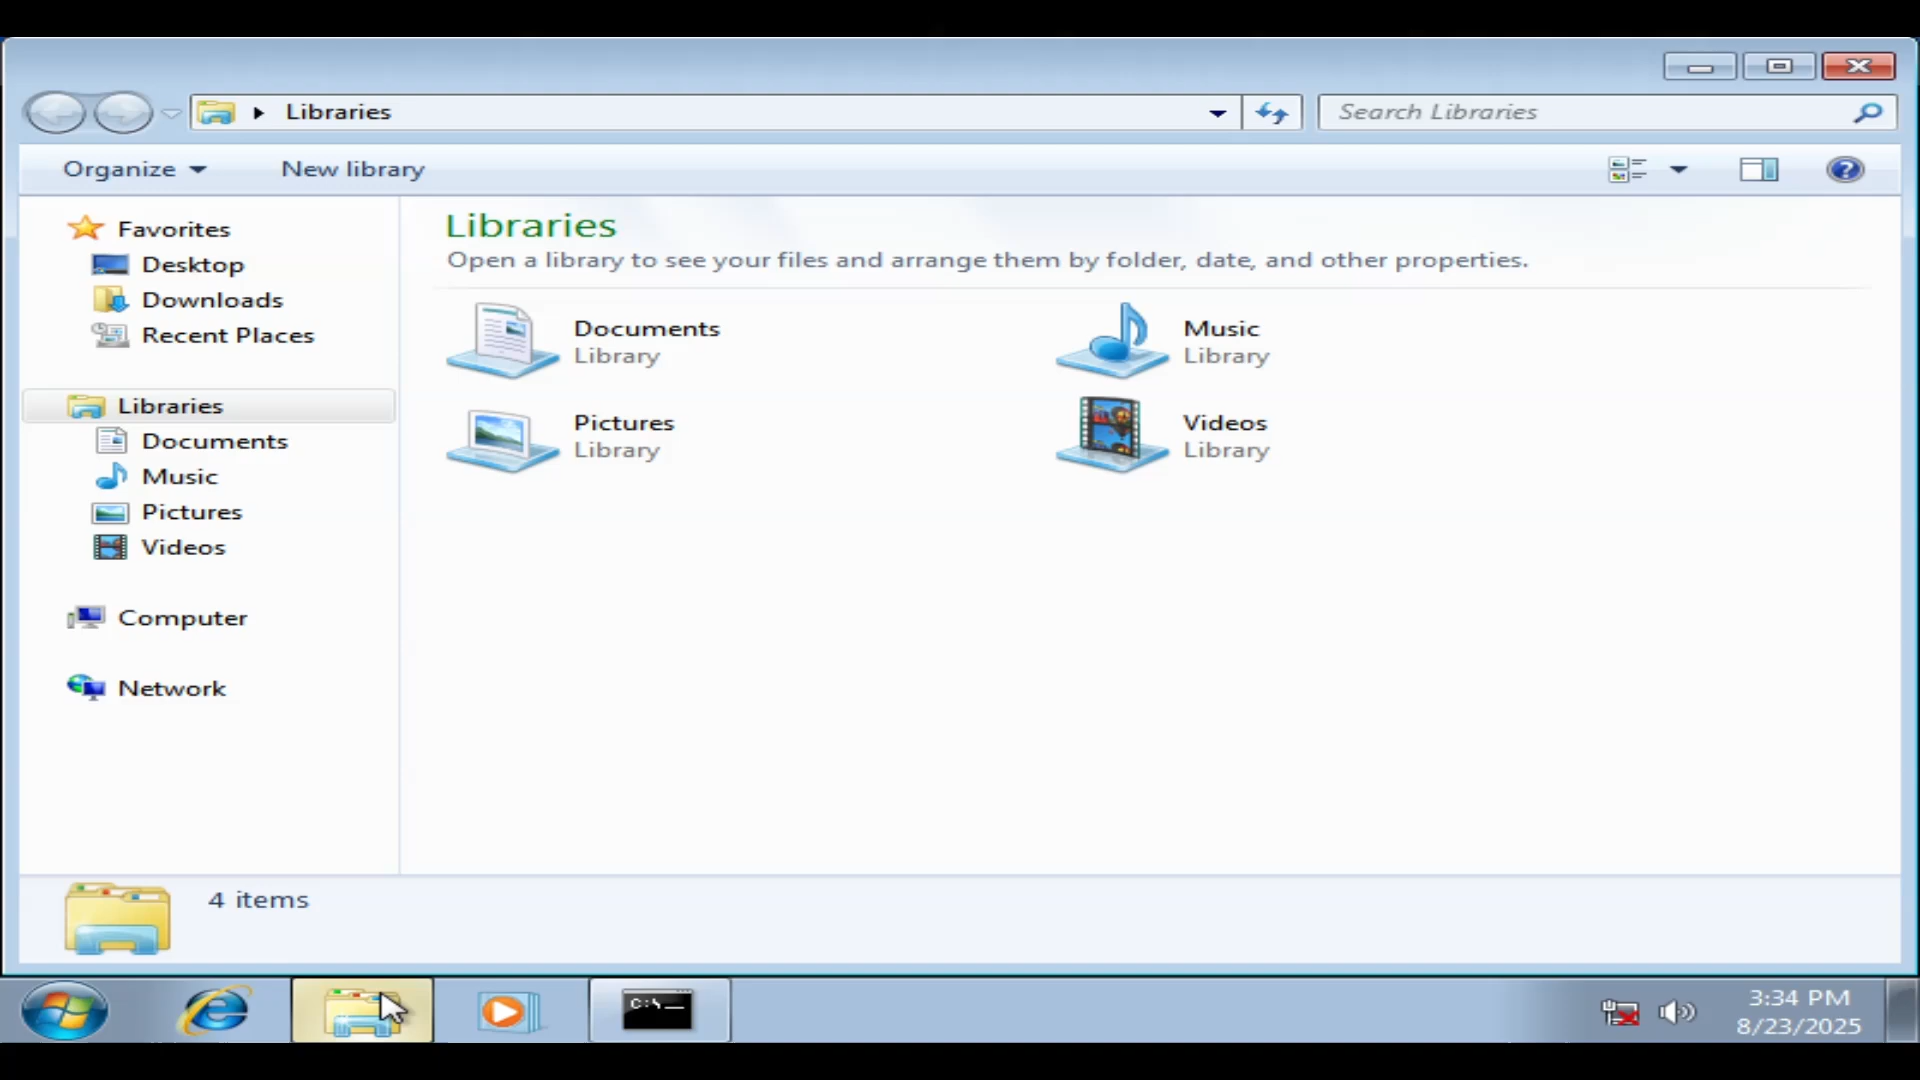 Libraries
Search Libraries
Organize
New library
Favorites
Desktop
Downloads
Recent Places
Libraries
Documents
Music
Pictures
Videos
Computer
Network
Libraries
Open a library to see your files and arrange them by folder, date, and other properties.
Documents
Library
Music
Library
Pictures
Library
Videos
Library
4 items
C:\
3:34 PM
8/23/2025